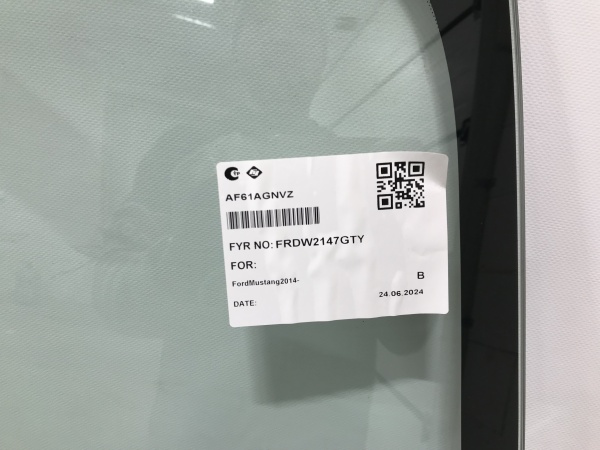 AF61AGNVZ
FYR NO: FRDW2147GTY
FOR:
FordMustang2014-
B
DATE: 24.06.2024